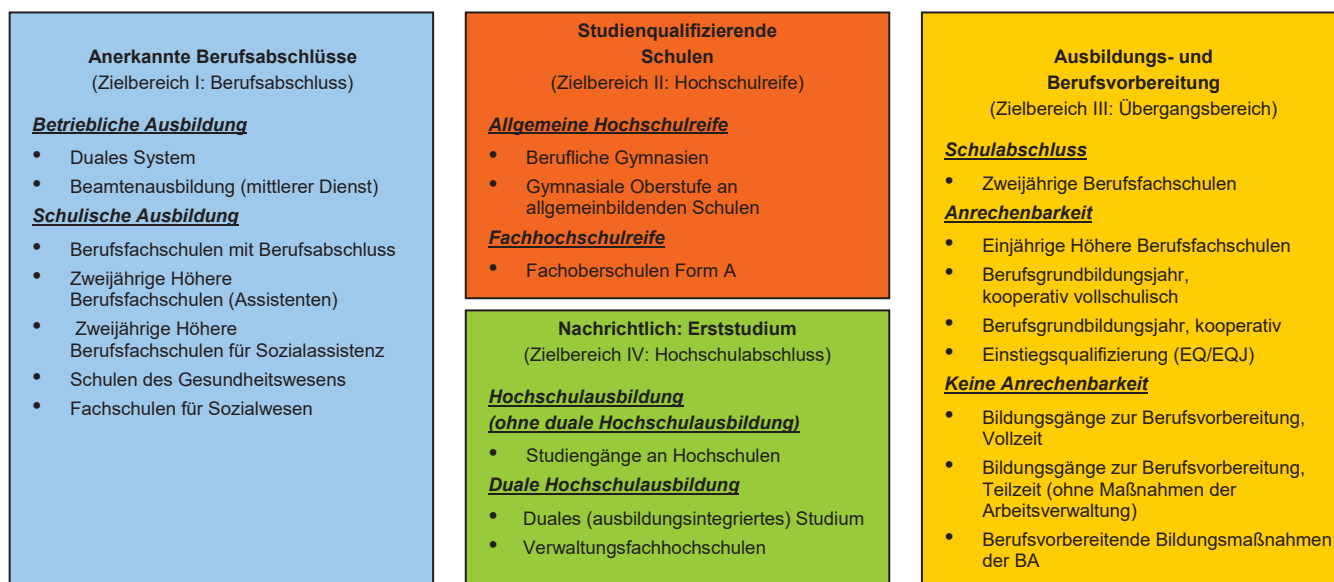 Anerkannte Berufsabschlüsse
(Zielbereich I: Berufsabschluss)
Betriebliche Ausbildung
• Duales System
• Beamtenausbildung (mittlerer Dienst)
Schulische Ausbildung
• Berufsfachschulen mit Berufsabschluss
• Zweijährige Höhere
Berufsfachschulen (Assistenten)
• Zweijährige Höhere
Berufsfachschulen für Sozialassistenz
• Schulen des Gesundheitswesens
• Fachschulen für Sozialwesen
Studienqualifizierende
Schulen
(Zielbereich II: Hochschulreife)
Allgemeine Hochschulreife
• Berufliche Gymnasien
• Gymnasiale Oberstufe an
allgemeinbildenden Schulen
Fachhochschulreife
• Fachoberschulen Form A
Nachrichtlich: Erststudium
(Zielbereich IV: Hochschulabschluss)
Hochschulausbildung
(ohne duale Hochschulausbildung)
• Studiengänge an Hochschulen
Duale Hochschulausbildung
• Duales (ausbildungsintegriertes) Studium
• Verwaltungsfachhochschulen
Ausbildungs- und
Berufsvorbereitung
(Zielbereich III: Übergangsbereich)
Schulabschluss
• Zweijährige Berufsfachschulen
Anrechenbarkeit
• Einjährige Höhere Berufsfachschulen
• Berufsgrundbildungsjahr,
kooperativ vollschulisch
• Berufsgrundbildungsjahr, kooperativ
• Einstiegsqualifizierung (EQ/EQJ)
Keine Anrechenbarkeit
• Bildungsgänge zur Berufsvorbereitung,
Vollzeit
• Bildungsgänge zur Berufsvorbereitung,
Teilzeit (ohne Maßnahmen der
Arbeitsverwaltung)
• Berufsvorbereitende Bildungsmaßnahmen
der BA